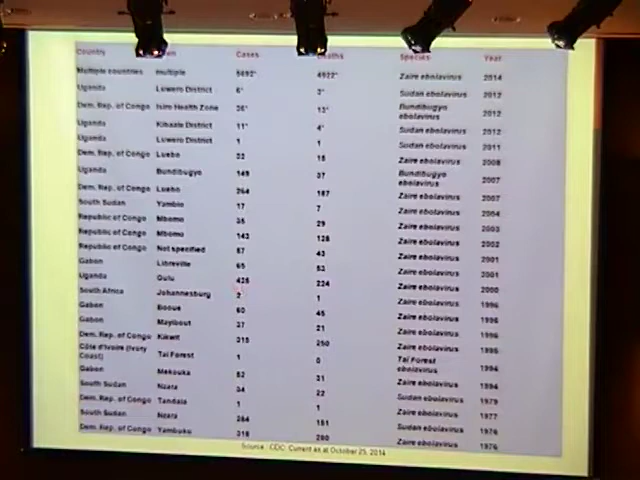 Country Cases Deaths Species Year
Multiple countries multiple 4922* Zaire ebolavirus 2014
Uganda Luwero District 6* 3* Sudan ebolavirus 2012
Dem. Rep. of Congo Isiro Health Zone 36* 13* Bundibugyo ebolavirus 2012
Uganda Kibaale District 11* 4* Sudan ebolavirus 2012
Uganda Luwero District 1 1 Sudan ebolavirus 2011
Dem. Rep. of Congo Luebo 32 15 Zaire ebolavirus 2008
Uganda Bundibugyo 149 37 Bundibugyo ebolavirus 2007
Dem. Rep. of Congo Luebo 264 187 Zaire ebolavirus 2007
South Sudan Yambio 17 7 Zaire ebolavirus 2004
Republic of Congo Mbomo 35 29 Zaire ebolavirus 2003
Republic of Congo Mbomo 143 128 Zaire ebolavirus 2002
Republic of Congo Not specified 57 43 Zaire ebolavirus 2001
Gabon Libreville 65 53 Zaire ebolavirus 2001
Uganda Gulu 425 224 Zaire ebolavirus 2000
South Africa Johannesburg 2 1 Zaire ebolavirus 1996
Gabon Booue 60 45 Zaire ebolavirus 1996
Gabon Mayibout 37 21 Zaire ebolavirus 1996
Dem. Rep. of Congo Kikwit 315 250 Zaire ebolavirus 1995
Côte d'Ivoire (Ivory Coast) Tai Forest 1 0 Tai Forest ebolavirus 1994
Gabon Mekouka 52 31 Zaire ebolavirus 1994
South Sudan Nzara 34 22 Sudan ebolavirus 1979
Dem. Rep. of Congo Tandala 1 1 Zaire ebolavirus 1977
South Sudan Nzara 284 151 Sudan ebolavirus 1976
Dem. Rep. of Congo Yambuku 318 280 Zaire ebolavirus 1976
Source : CDC. Current as at October 25, 2014